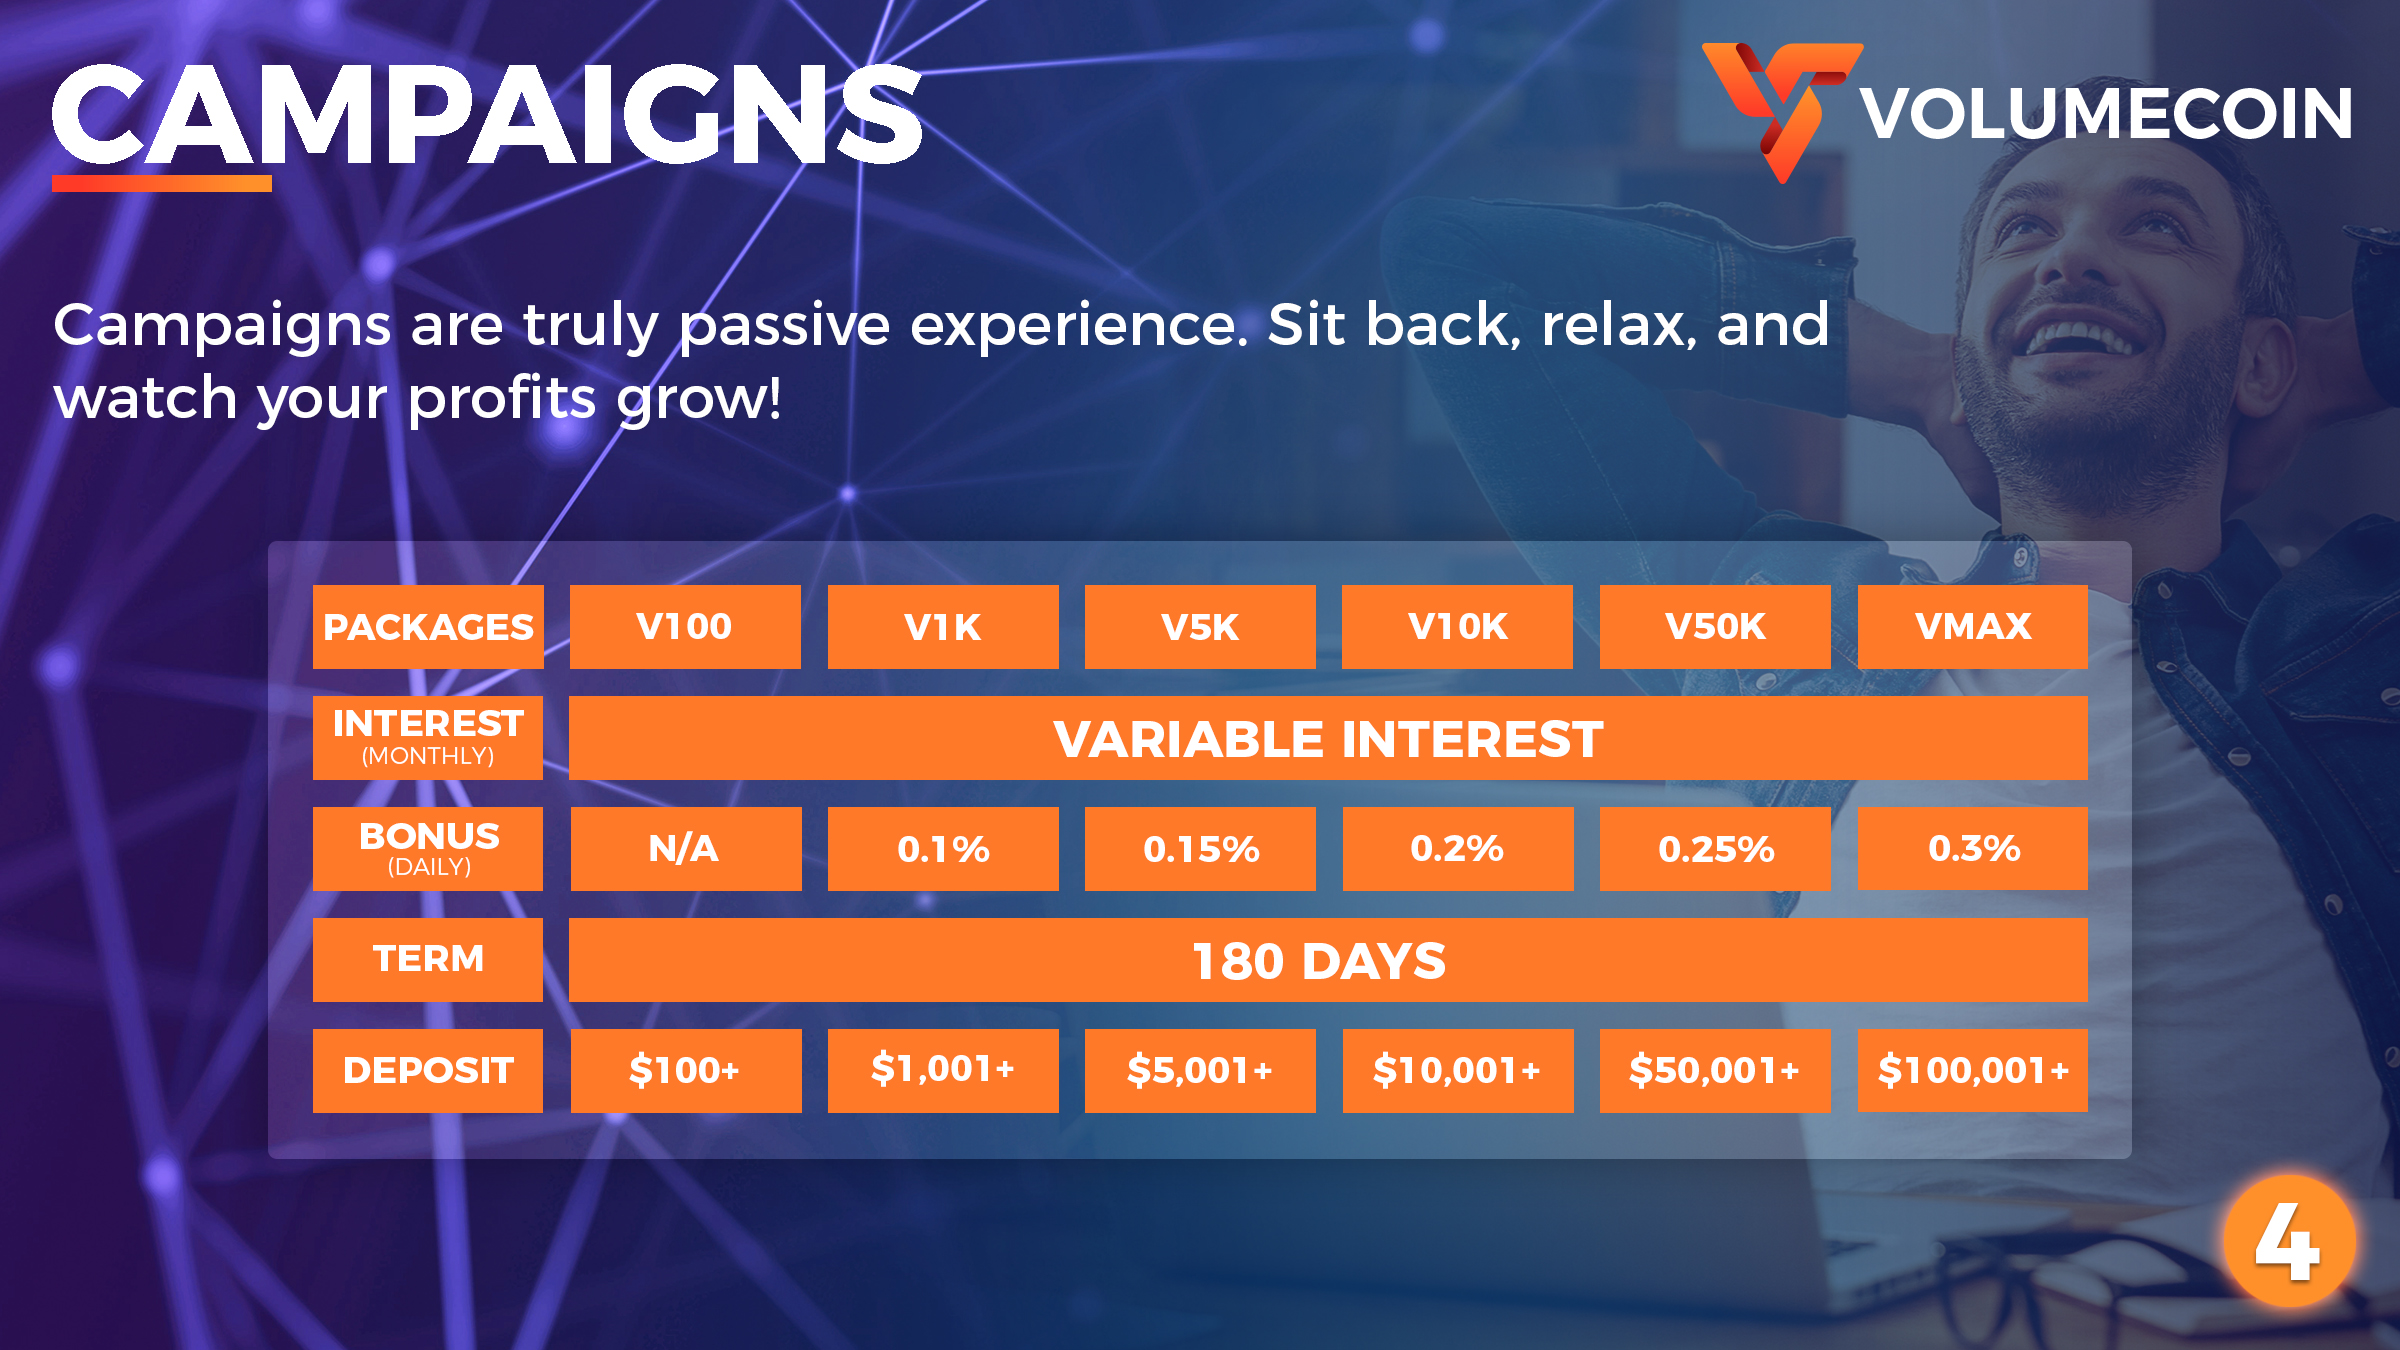 CAMPAIGNS
VOLUMECOIN
Campaigns are truly passive experience. Sit back, relax, and
watch your profits grow!
PACKAGES V100 V1K V5K V10K V50K VMAX
INTEREST
(MONTHLY)
VARIABLE INTEREST
BONUS
(DAILY)
N/A 0.1% 0.15% 0.2% 0.25% 0.3%
TERM 180 DAYS
DEPOSIT $100+ $1,001+ $5,001+ $10,001+ $50,001+ $100,001+
4